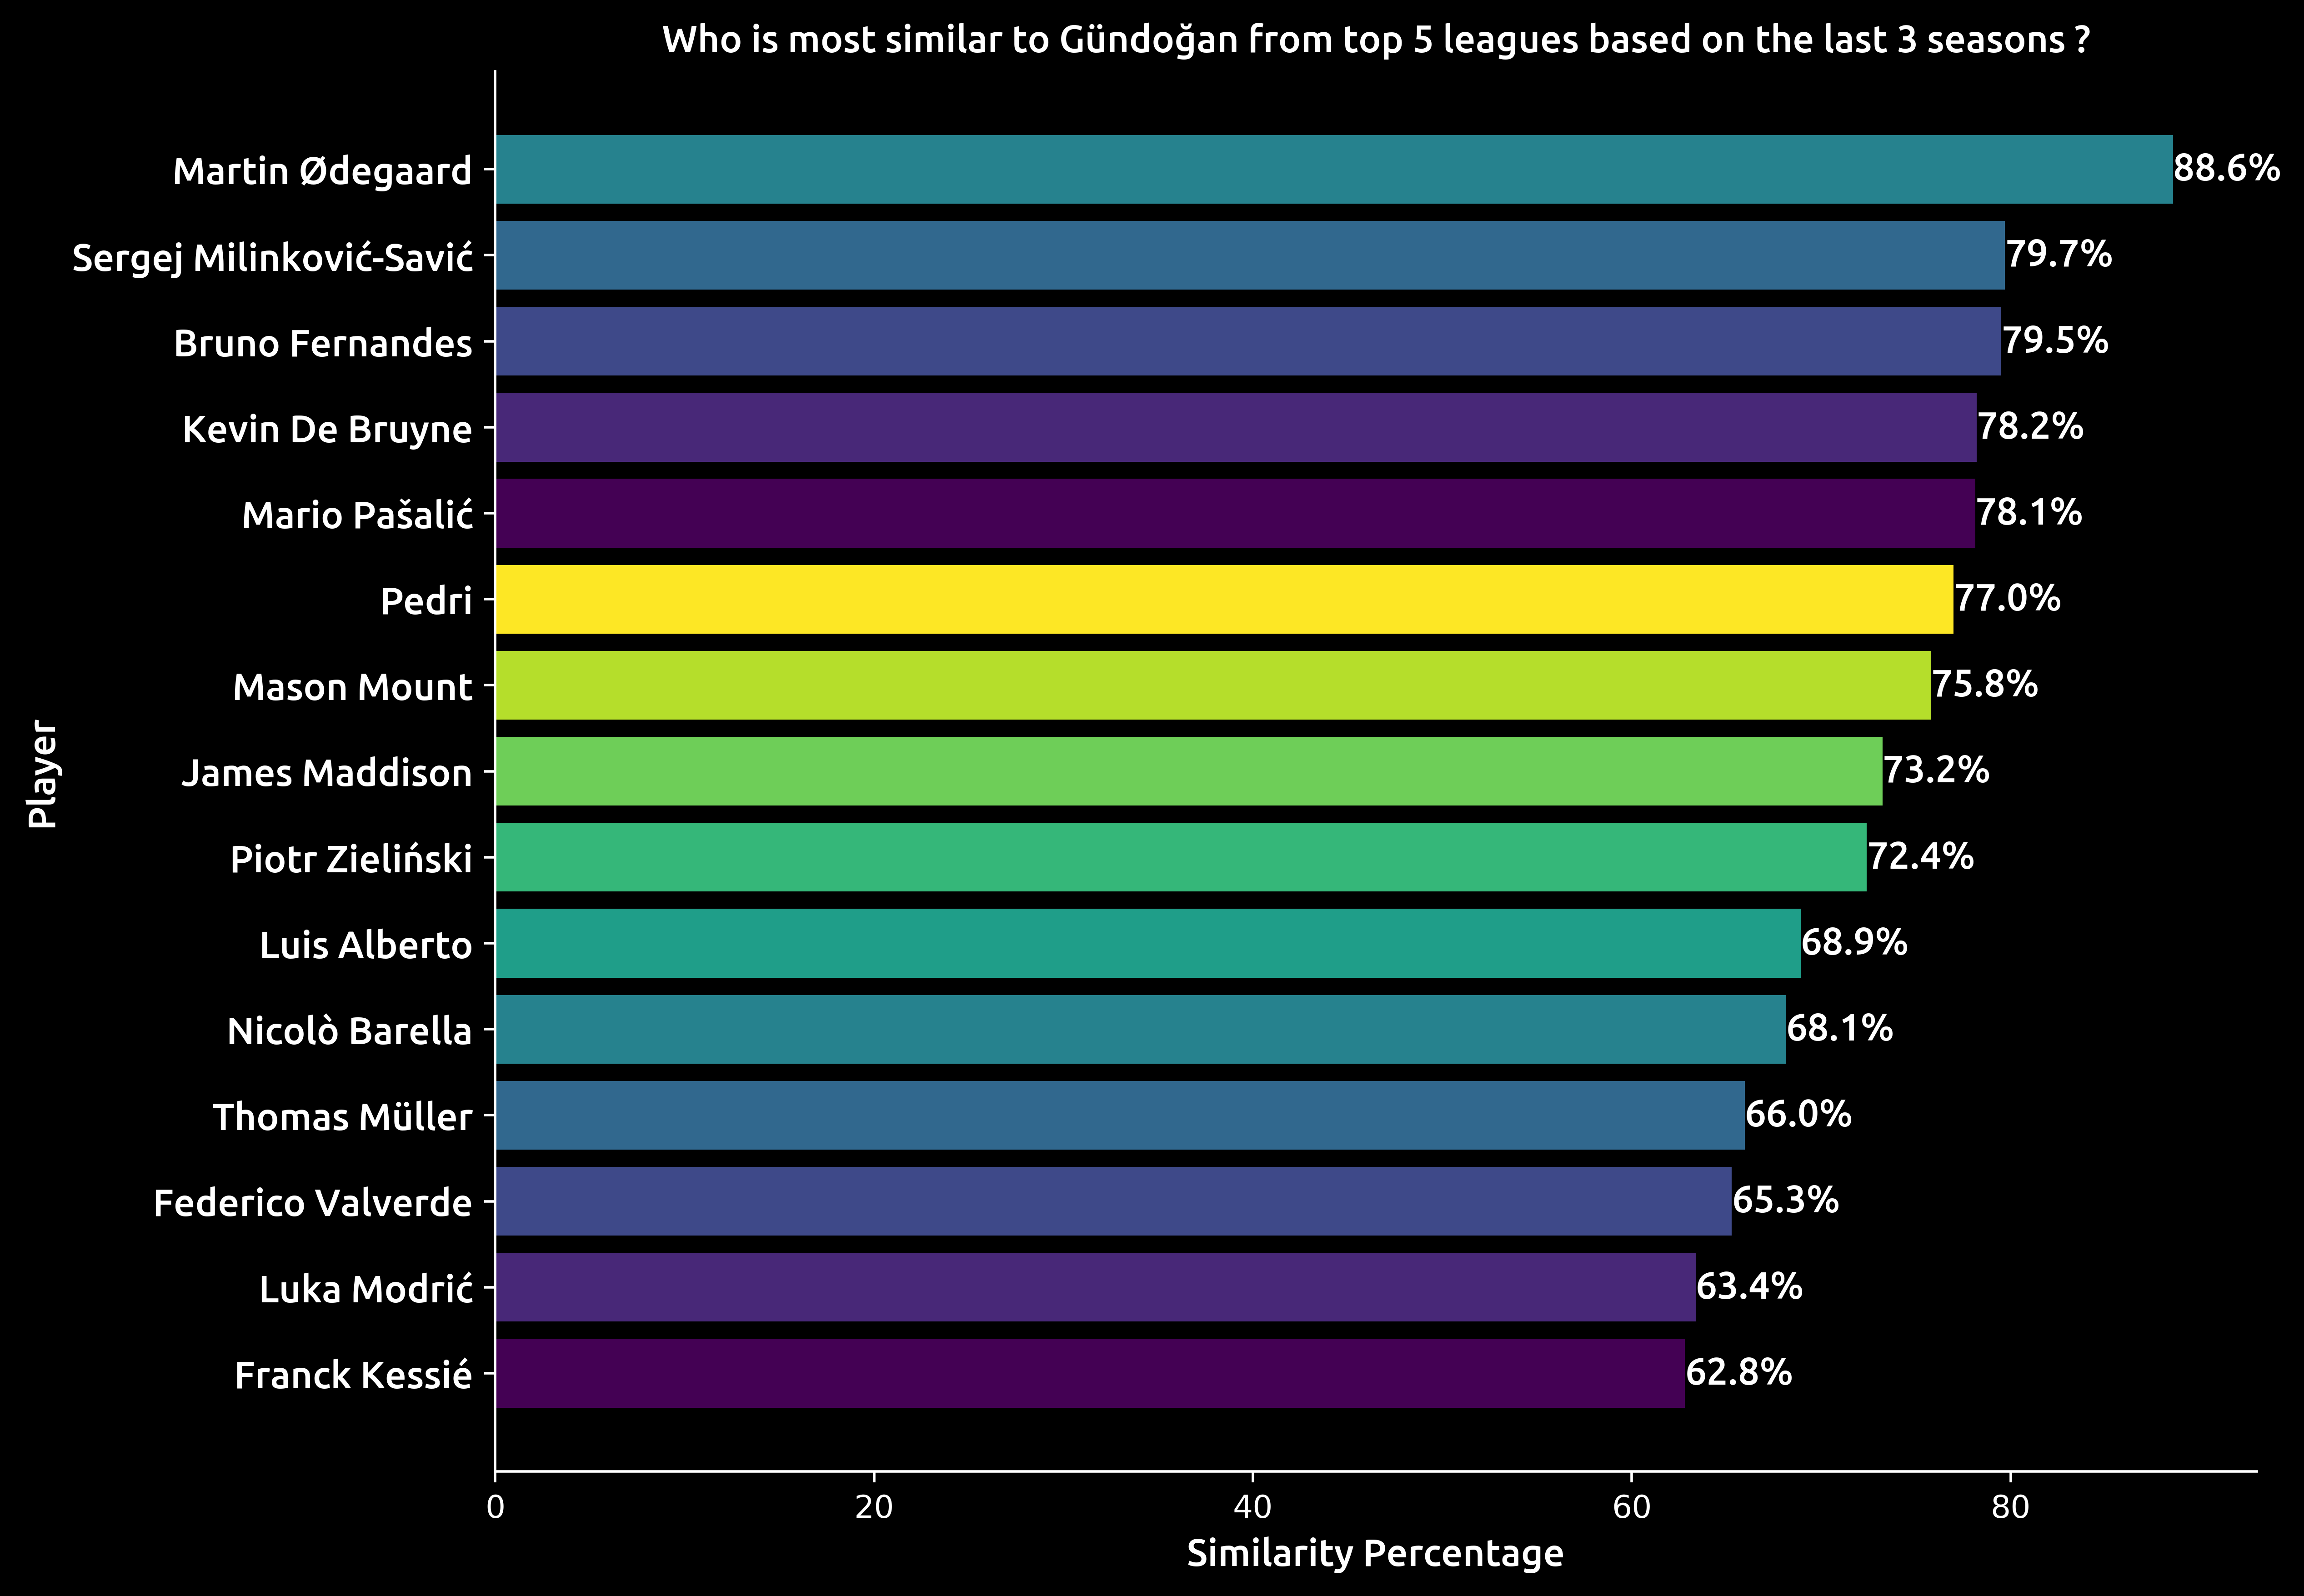 Who is most similar to Gündoğan from top 5 leagues based on the last 3 seasons ?
Player
Martin Ødegaard 88.6%
Sergej Milinković-Savić 79.7%
Bruno Fernandes 79.5%
Kevin De Bruyne 78.2%
Mario Pašalić 78.1%
Pedri 77.0%
Mason Mount 75.8%
James Maddison 73.2%
Piotr Zieliński 72.4%
Luis Alberto 68.9%
Nicolò Barella 68.1%
Thomas Müller 66.0%
Federico Valverde 65.3%
Luka Modrić 63.4%
Franck Kessié 62.8%
0 20 40 60 80
Similarity Percentage